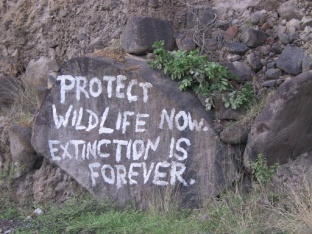 PROTECT
WILDLIFE NOW.
EXTINCTION IS
FOREVER.